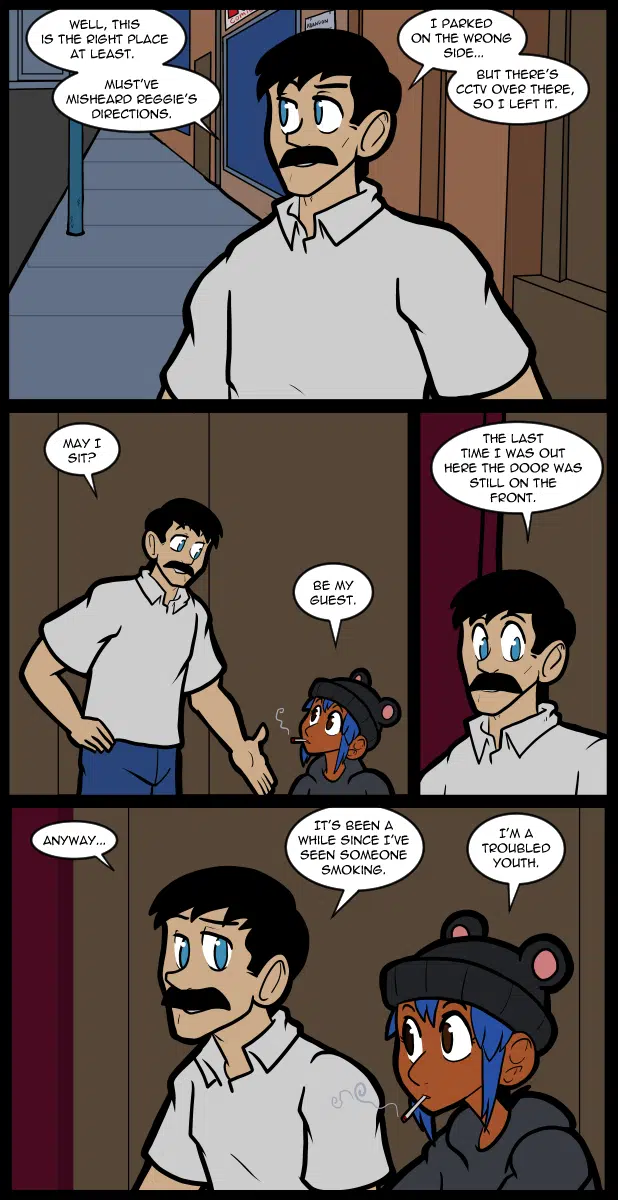 WELL, THIS
IS THE RIGHT PLACE
AT LEAST.
MUST'VE
MISHEARD REGGIE'S
DIRECTIONS.
I PARKED
ON THE WRONG
SIDE...
BUT THERE'S
CCTV OVER THERE,
SO I LEFT IT.
MAY I
SIT?
BE MY
GUEST.
THE LAST
TIME I WAS OUT
HERE THE DOOR WAS
STILL ON THE
FRONT.
ANYWAY...
IT'S BEEN A
WHILE SINCE I'VE
SEEN SOMEONE
SMOKING.
I'M A
TROUBLED
YOUTH.